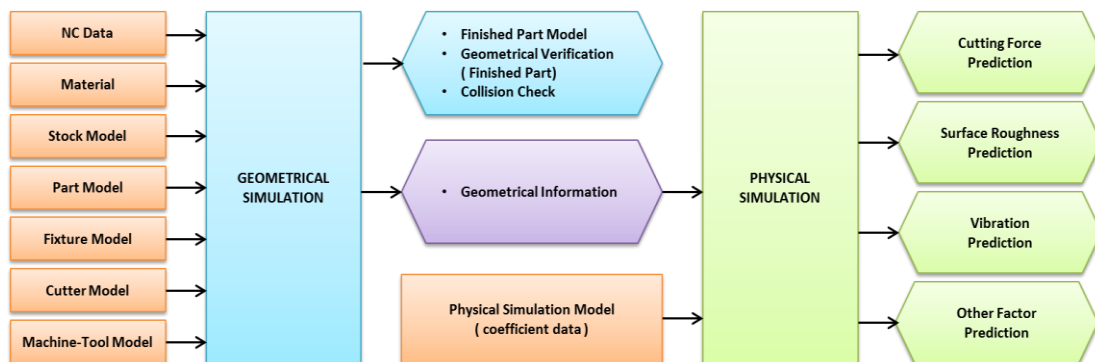 NC Data
Material
Stock Model
Part Model
Fixture Model
Cutter Model
Machine-Tool Model
GEOMETRICAL
SIMULATION
• Finished Part Model
• Geometrical Verification
( Finished Part)
• Collision Check
• Geometrical Information
Physical Simulation Model
( coefficient data )
PHYSICAL
SIMULATION
Cutting Force
Prediction
Surface Roughness
Prediction
Vibration
Prediction
Other Factor
Prediction